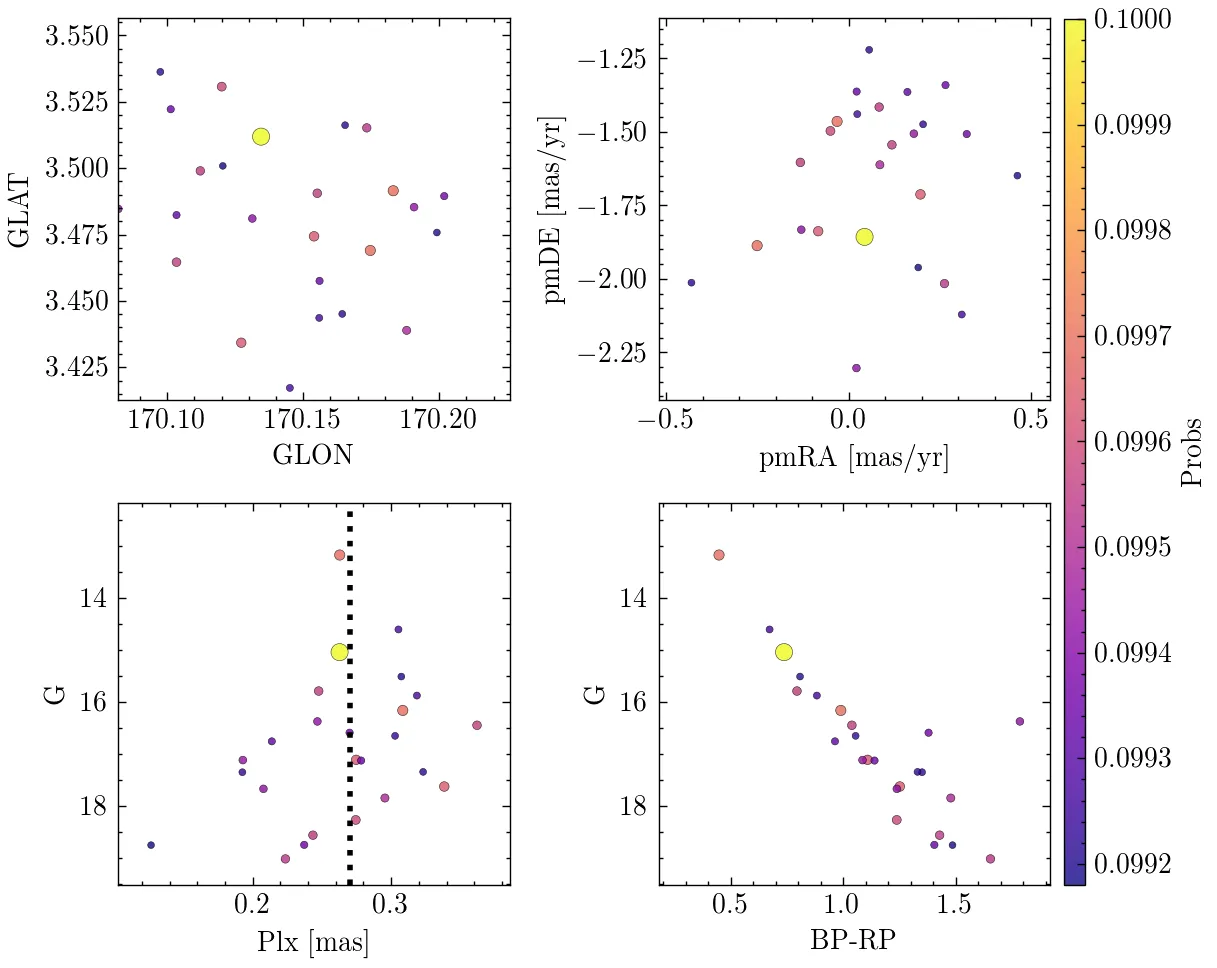 3.550
3.525
3.500
3.475
3.450
3.425
GLAT
170.10 170.15 170.20
GLON
−1.25
−1.50
−1.75
−2.00
−2.25
pmDE [mas/yr]
−0.5 0.0 0.5
pmRA [mas/yr]
0.1000
0.0999
0.0998
0.0997
0.0996
0.0995
0.0994
0.0993
0.0992
Probs
14
16
18
G
0.2 0.3
Plx [mas]
14
16
18
G
0.5 1.0 1.5
BP-RP